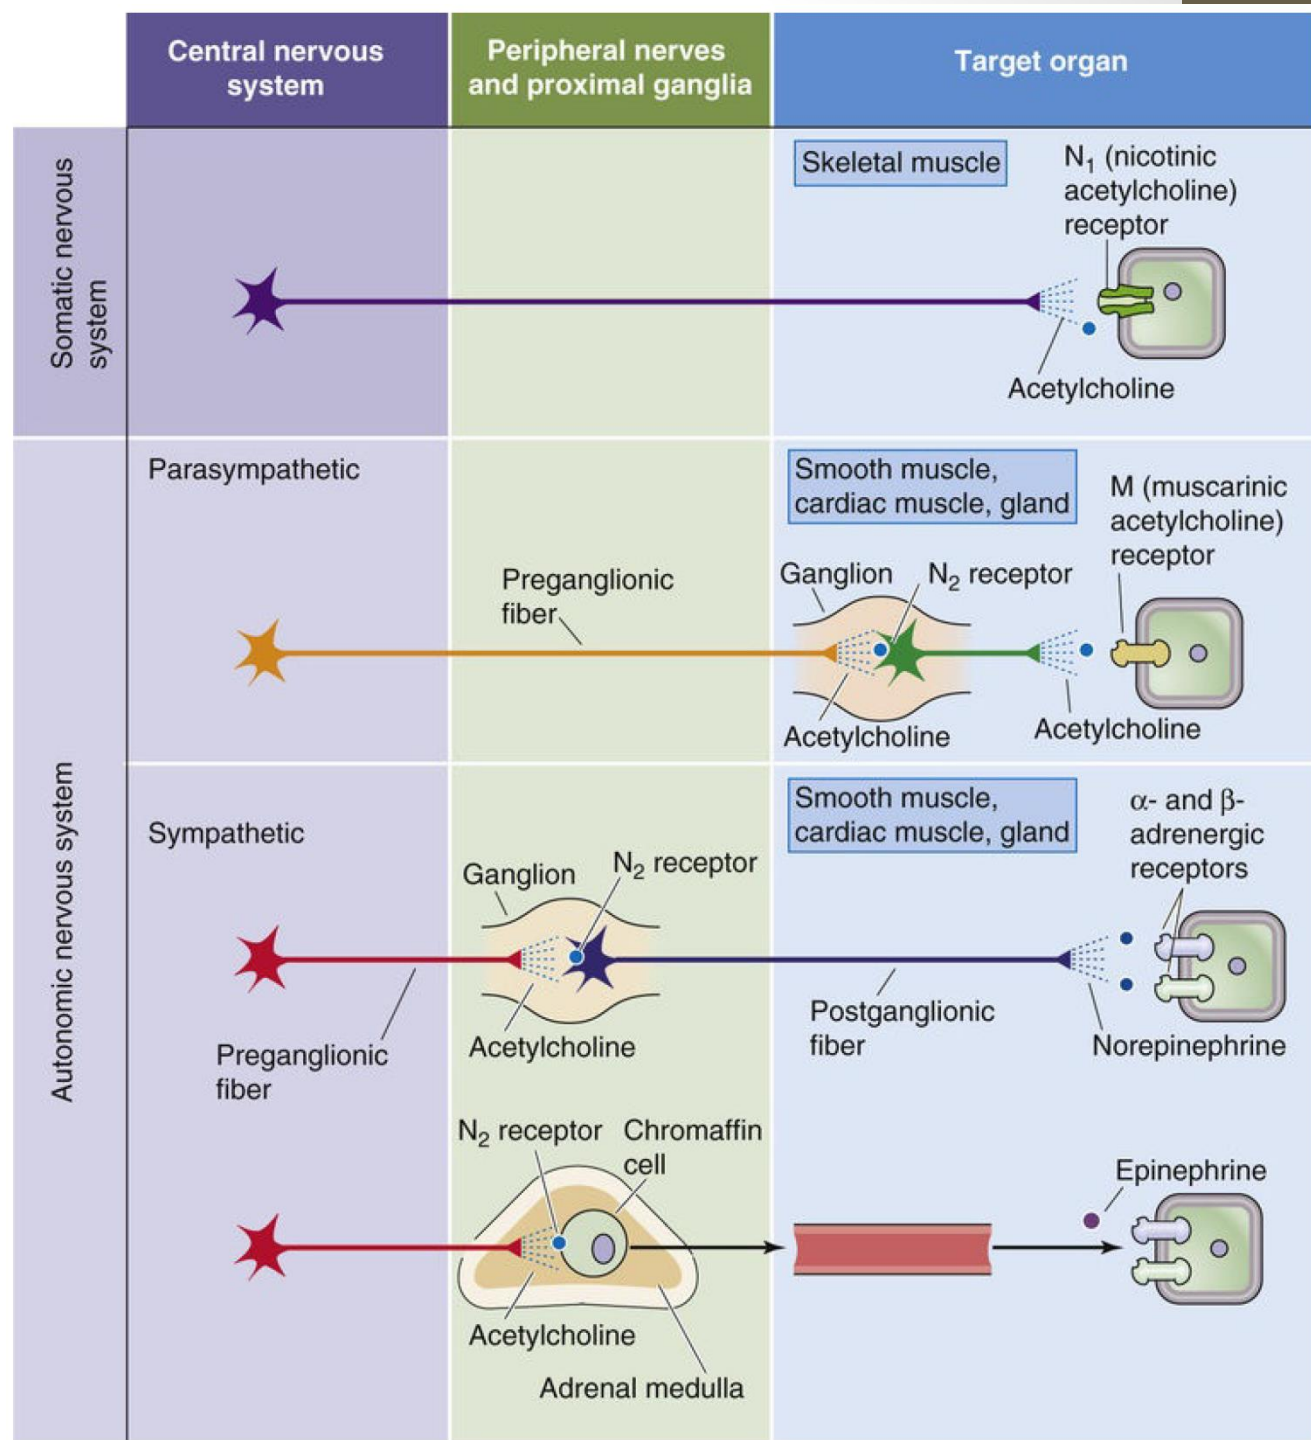 Central nervous
system
Peripheral nerves
and proximal ganglia
Target organ
Somatic nervous
system
Skeletal muscle
N₁ (nicotinic
acetylcholine)
receptor
Acetylcholine
Autonomic nervous system
Parasympathetic
Preganglionic
fiber
Smooth muscle,
cardiac muscle, gland
Ganglion
N₂ receptor
M (muscarinic
acetylcholine)
receptor
Acetylcholine
Acetylcholine
Sympathetic
Preganglionic
fiber
Ganglion
N₂ receptor
Acetylcholine
Smooth muscle,
cardiac muscle, gland
α- and β-
adrenergic
receptors
Postganglionic
fiber
Norepinephrine
N₂ receptor
Chromaffin
cell
Acetylcholine
Adrenal medulla
Epinephrine